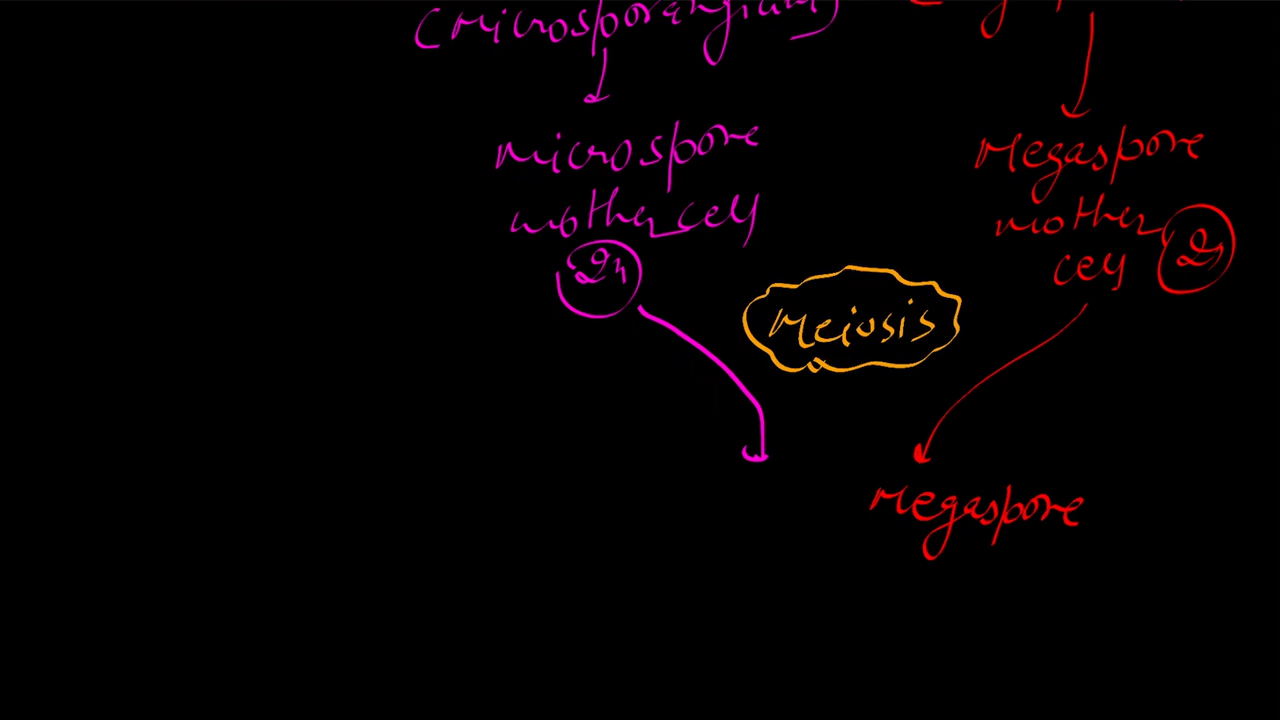 (Microsporangium)
Microspore
mother cell
2n
Megaspore
mother
cell 2n
Meiosis
Megaspore